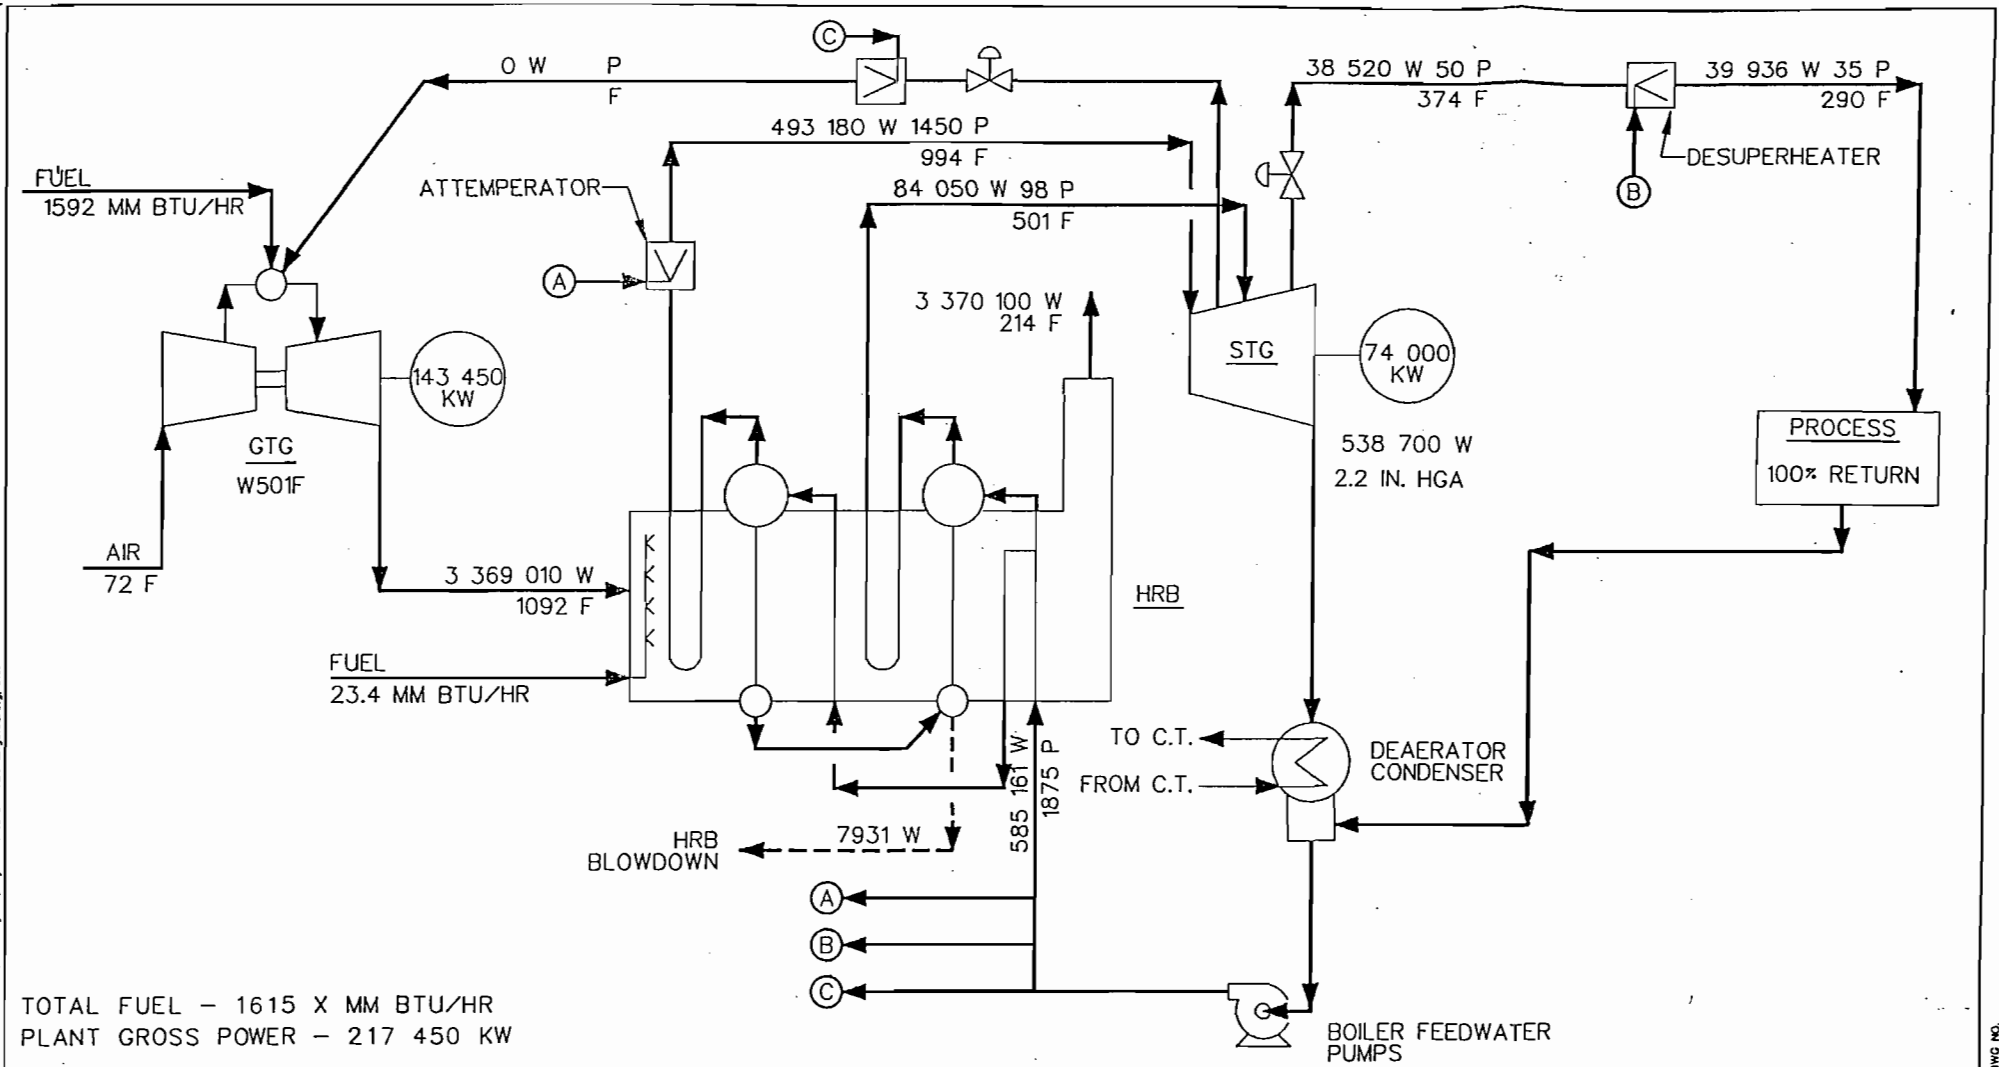 C
0 W P
F
38 520 W 50 P
374 F
39 936 W 35 P
290 F
493 180 W 1450 P
994 F
DESUPERHEATER
B
FUEL
1592 MM BTU/HR
ATTEMPERATOR
84 050 W 98 P
501 F
A
3 370 100 W
214 F
STG
74 000
KW
143 450
KW
GTG
W501F
538 700 W
2.2 IN. HGA
PROCESS
100% RETURN
AIR
72 F
3 369 010 W
1092 F
HRB
FUEL
23.4 MM BTU/HR
TO C.T.
FROM C.T.
DEAERATOR
CONDENSER
585 161 W
1875 P
HRB
BLOWDOWN
7931 W
A
B
C
TOTAL FUEL - 1615 X MM BTU/HR
PLANT GROSS POWER - 217 450 KW
BOILER FEEDWATER
PUMPS
DWG NO.